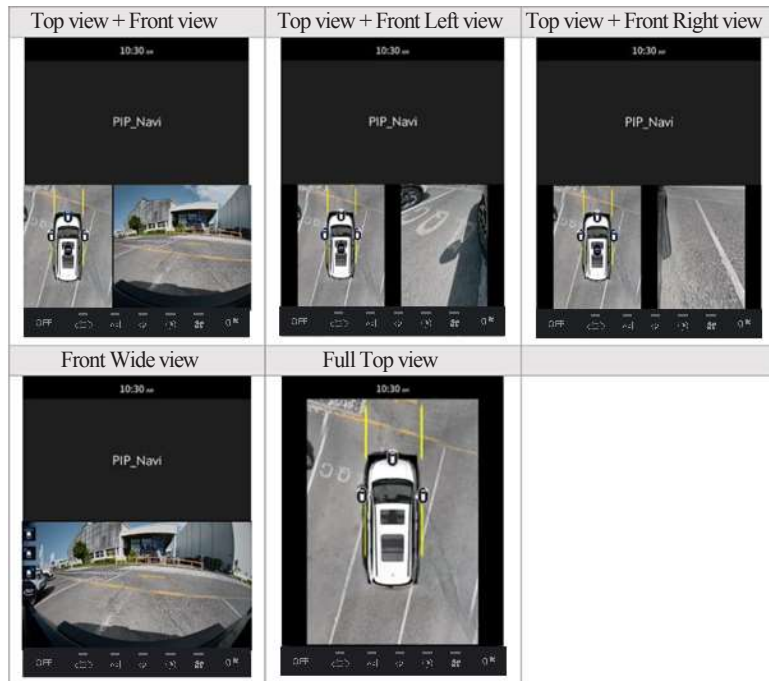 Top view + Front view
Top view + Front Left view
Top view + Front Right view
10:30
PIP_Navi
10:30
PIP_Navi
10:30
PIP_Navi
OFF
OFF
OFF
Front Wide view
Full Top view
10:30
PIP_Navi
10:30
OFF
OFF